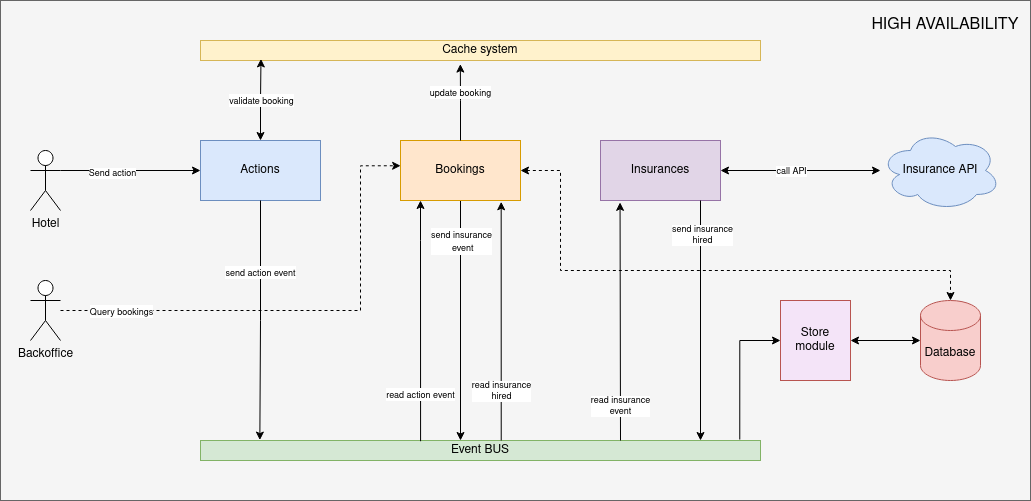 HIGH AVAILABILITY
Cache system
validate booking
update booking
Send action
Actions
Bookings
Insurances
call API
Insurance API
Hotel
send insurance
event
send insurance
hired
send action event
Query bookings
Backoffice
Store
module
Database
read action event
read insurance
hired
read insurance
event
Event BUS